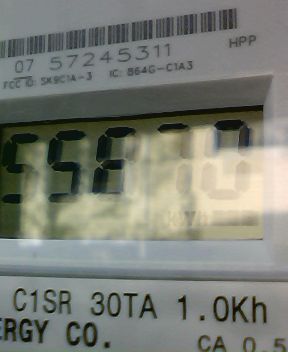 07 57245311
HPP
FCC ID: SK9C1A-3 IC: 864G-C1A3
kWh
C1SR 30TA 1.0Kh
ERGY CO.
CA 0.5